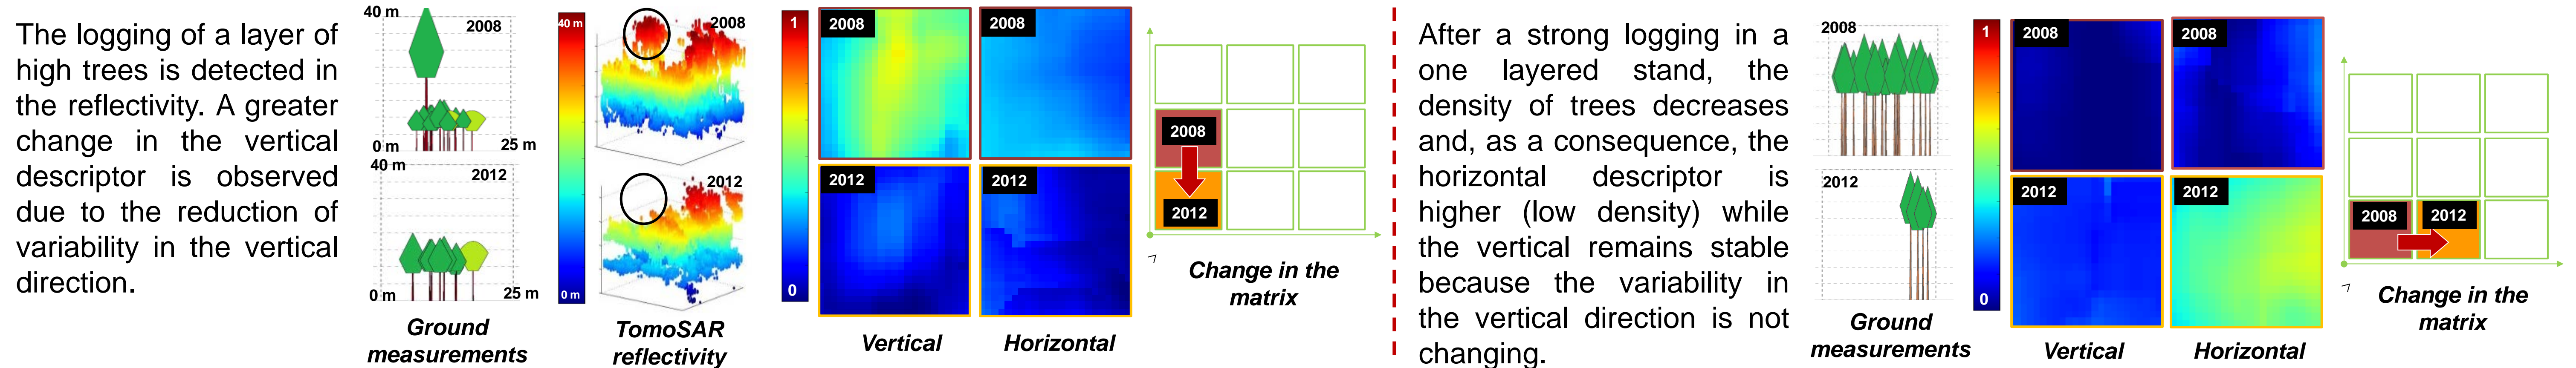 The logging of a layer of
high trees is detected in
the reflectivity. A greater
change in the vertical
descriptor is observed
due to the reduction of
variability in the vertical
direction.
40 m
2008
0 m
25 m
40 m
2012
0 m
25 m
Ground
measurements
40 m
0 m
2008
2012
TomoSAR
reflectivity
1
0
2008
2008
2012
2012
Vertical
Horizontal
2008
2012
Change in the
matrix
After a strong logging in a
one layered stand, the
density of trees decreases
and, as a consequence, the
horizontal descriptor is
higher (low density) while
the vertical remains stable
because the variability in
the vertical direction is not
changing.
2008
2012
Ground
measurements
1
0
2008
2008
2012
2012
Vertical
Horizontal
2008
2012
Change in the
matrix